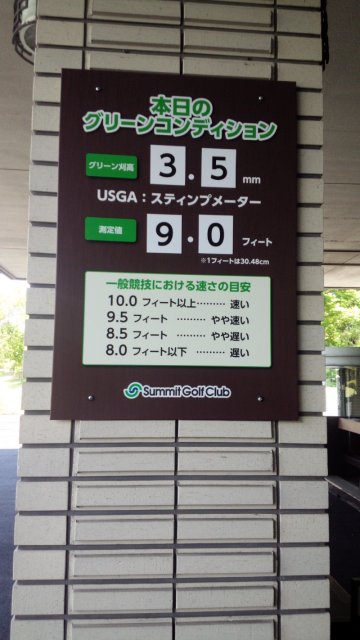 本日の
グリーンコンディション
グリーン刈高 3.5 mm
USGA：スティンプメーター
測定値 9.0 フィート
※1フィートは30.48cm
一般競技における速さの目安
10.0 フィート以上……… 速い
9.5 フィート ……… やや速い
8.5 フィート ……… やや遅い
8.0 フィート以下 ……… 遅い
Summit Golf Club